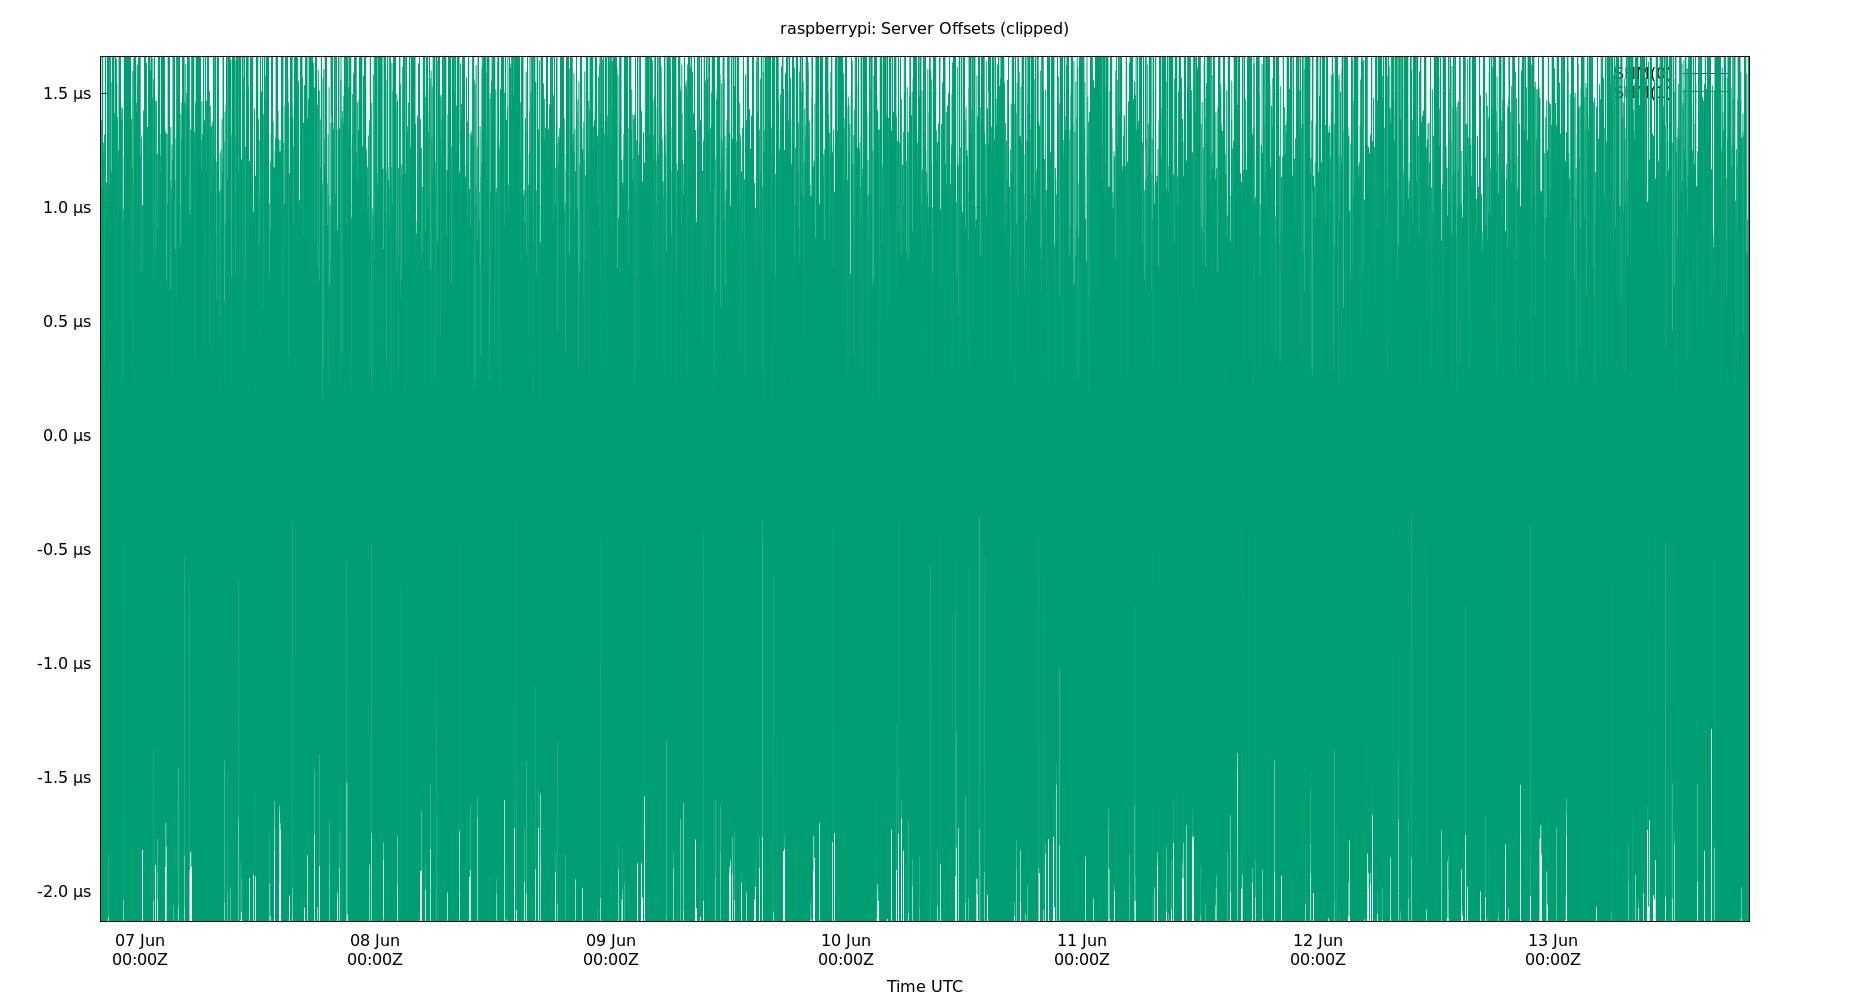 raspberrypi: Server Offsets (clipped)
1.5 µs
1.0 µs
0.5 µs
0.0 µs
-0.5 µs
-1.0 µs
-1.5 µs
-2.0 µs
07 Jun 00:00Z
08 Jun 00:00Z
09 Jun 00:00Z
10 Jun 00:00Z
11 Jun 00:00Z
12 Jun 00:00Z
13 Jun 00:00Z
Time UTC